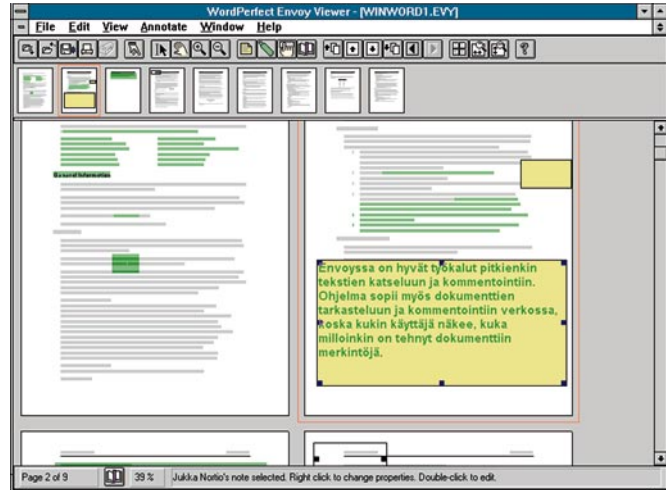 WordPerfect Envoy Viewer - [WINWORD1.EVY]
File Edit View Annotate Window Help
General Information
Envoyssa on hyvät työkalut pitkienkin
tekstien katseluun ja kommentointiin.
Ohjelma sopii myös dokumenttien
tarkasteluun ja kommentointiin verkossa,
koska kukin käyttäjä näkee, kuka
milloinkin on tehnyt dokumenttiin
merkintöjä.
Page 2 of 9 39 % Jukka Nortio's note selected. Right click to change properties. Double-click to edit.